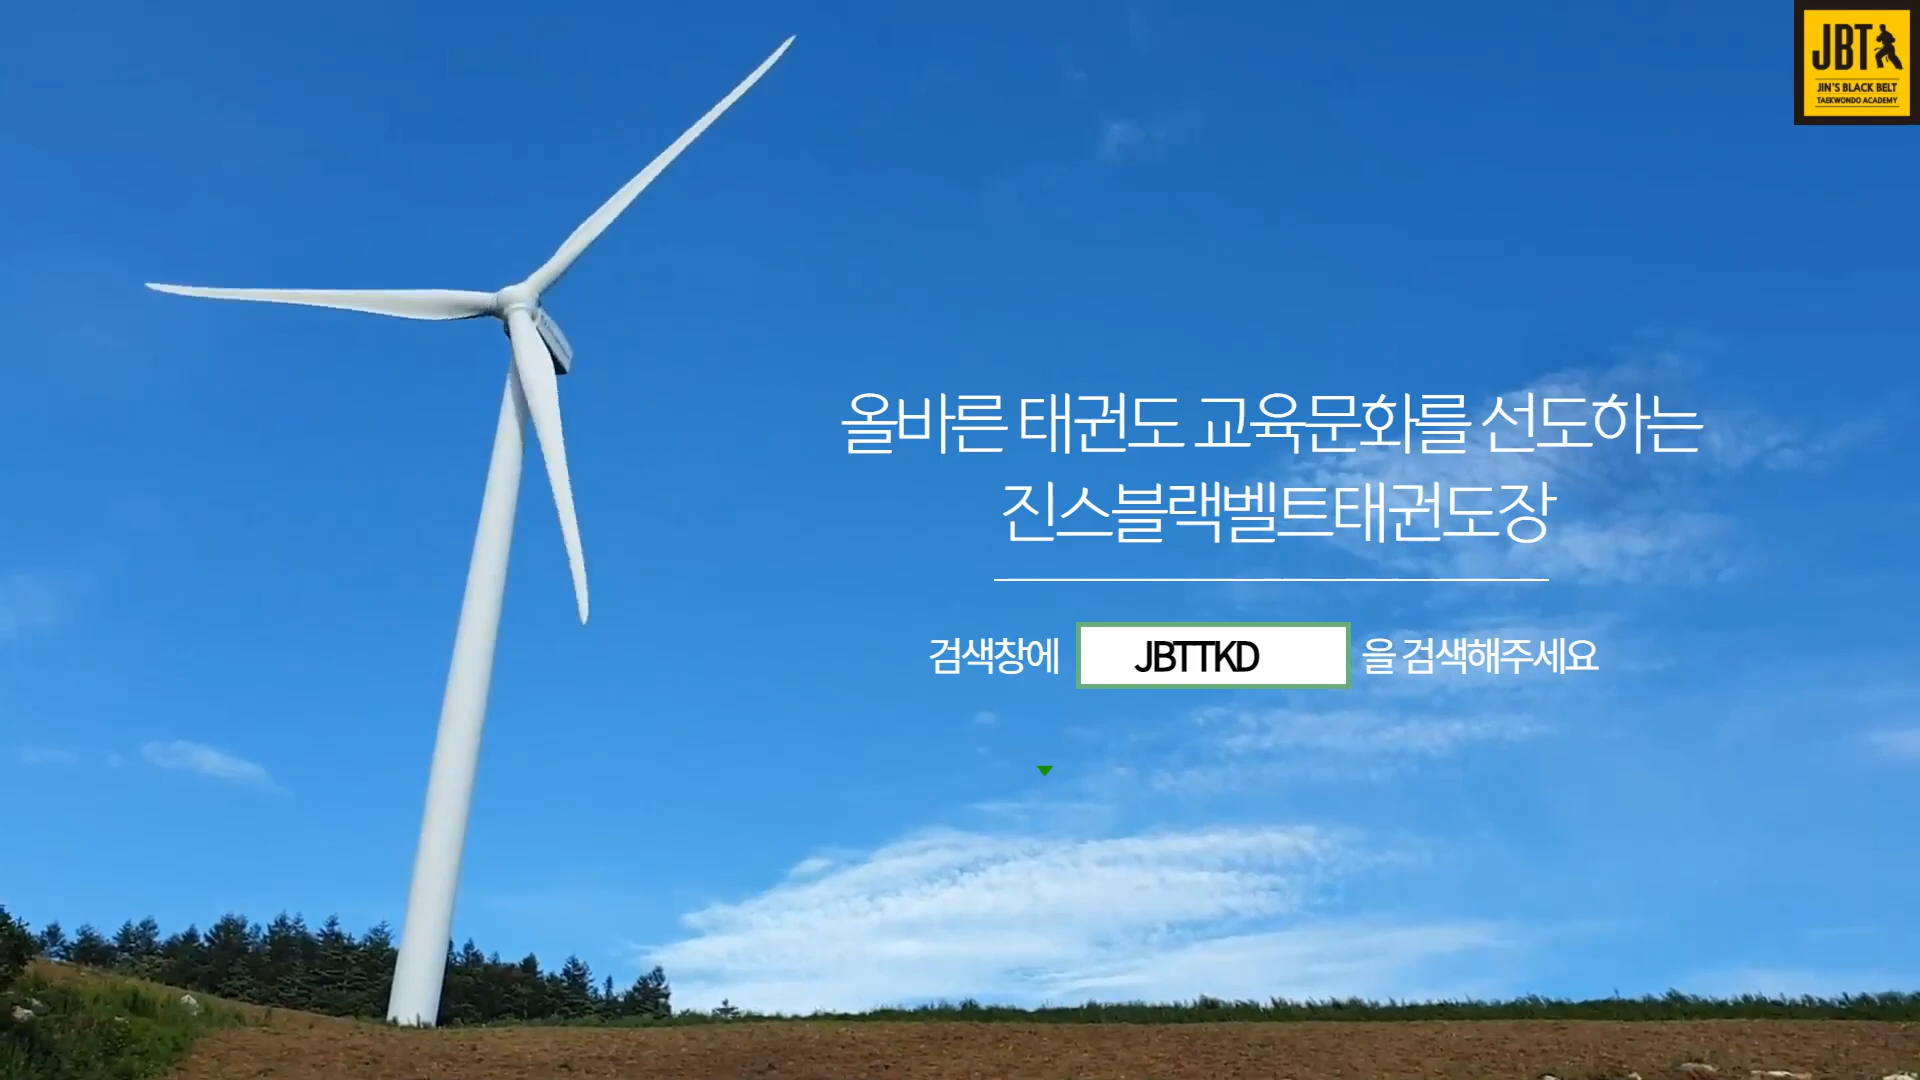 JBT
JIN'S BLACK BELT
TAEKWONDO ACADEMY
올바른 태권도 교육문화를 선도하는
진스블랙벨트태권도장
검색창에 JBTTKD 을 검색해주세요